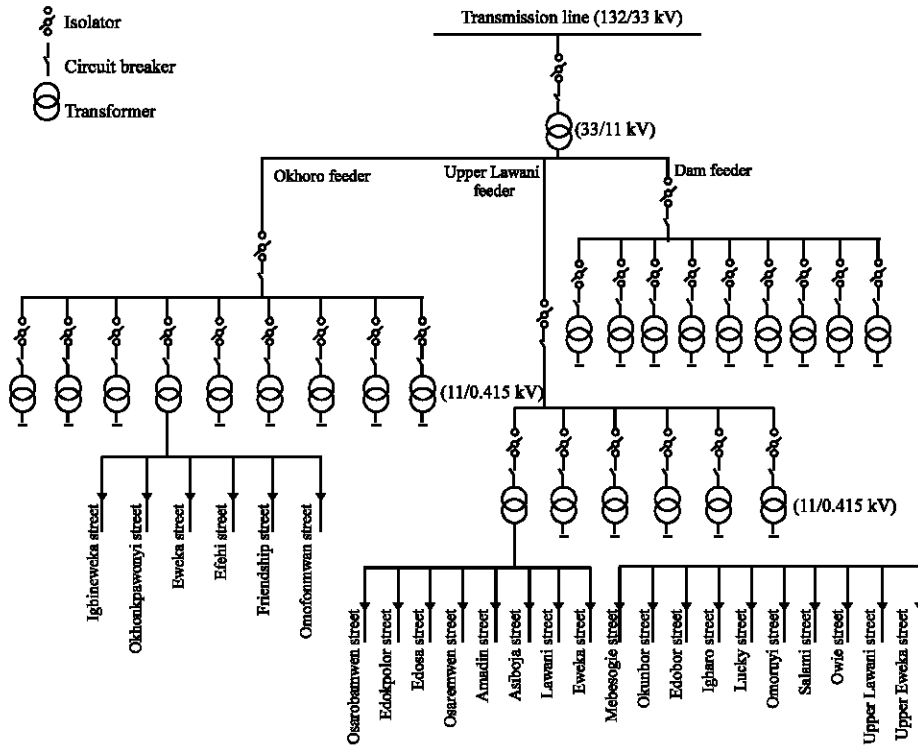 Transmission line (132/33 kV)
Isolator
Circuit breaker
Transformer
(33/11 kV)
Okhoro feeder
Upper Lawani
feeder
Dam feeder
(11/0.415 kV)
(11/0.415 kV)
Igbineweka street
Okhonkpawonyi street
Eweka street
Efehi street
Friendship street
Omofonmwan street
Osarobamwen street
Edokpolor street
Edosa street
Osaremwen street
Amadin street
Asiboja street
Lawani street
Eweka street
Mebesogie street
Okunbor street
Edobor street
Igharo street
Lucky street
Omoruyi street
Salami street
Owie street
Upper Lawani street
Upper Eweka street